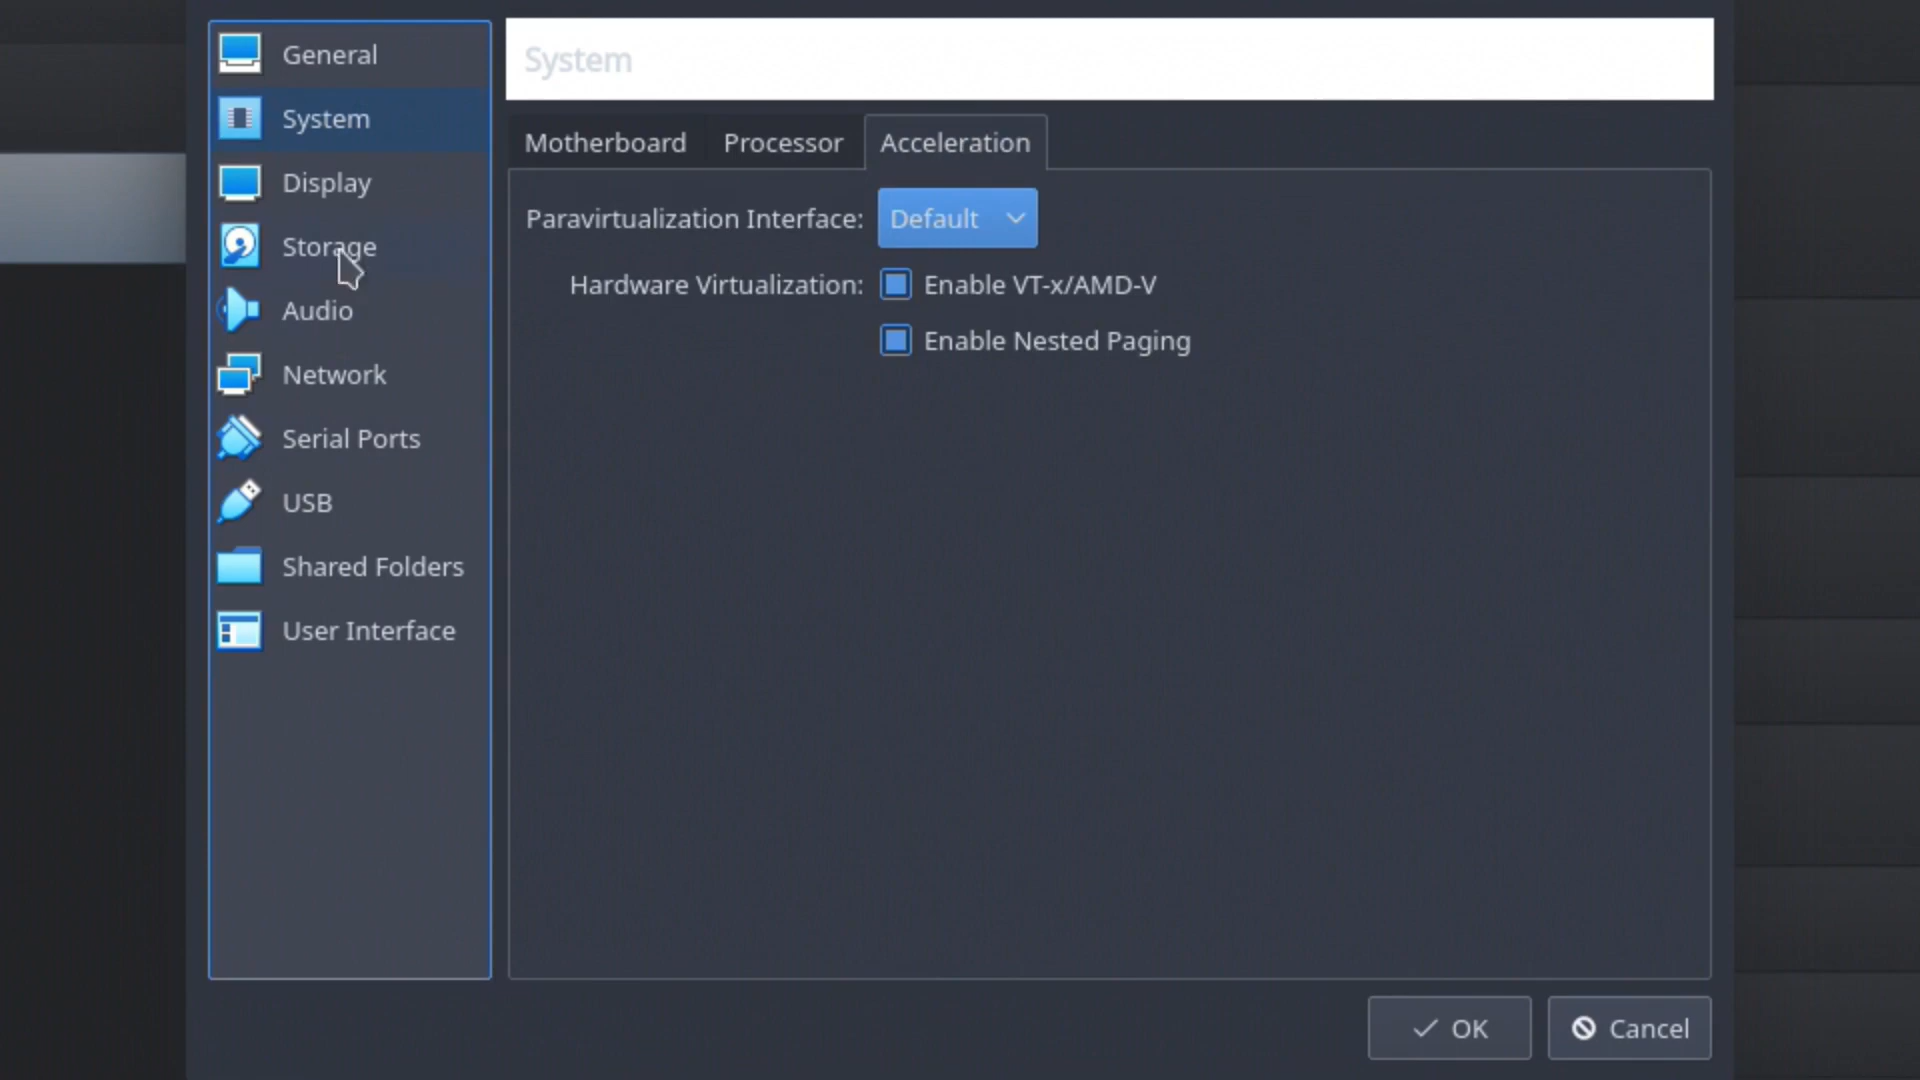 General
System
Display
Storage
Audio
Network
Serial Ports
USB
Shared Folders
User Interface
System
Motherboard Processor Acceleration
Paravirtualization Interface: Default
Hardware Virtualization: Enable VT-x/AMD-V
Enable Nested Paging
OK Cancel